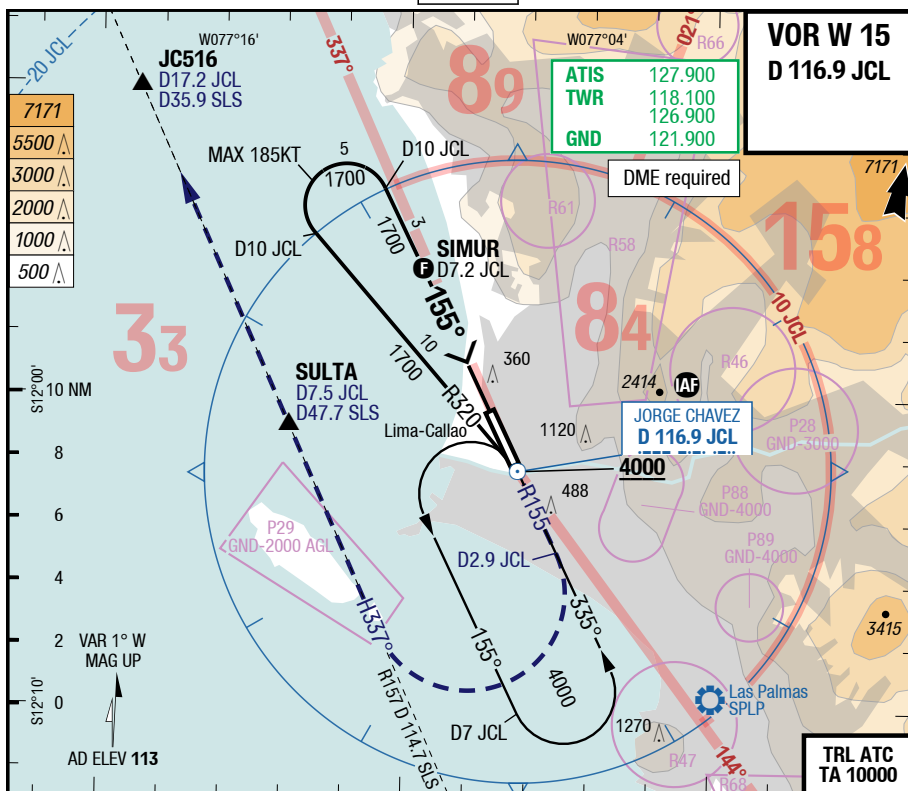 VOR W 15
D 116.9 JCL
W077°16'
W077°04'
20 JCL
337°
021°
R66
JC516
D17.2 JCL
D35.9 SLS
89
ATIS 127.900
TWR 118.100
126.900
GND 121.900
7171
5500
3000
2000
1000
500
MAX 185KT
5
1700
D10 JCL
DME required
7171
R61
R58
158
D10 JCL
1700
3
SIMUR
F
D7.2 JCL
155°
33
84
10 JCL
R46
10
1700
R320
360
SULTA
D7.5 JCL
D47.7 SLS
2414
IAF
S12°00'
10 NM
8
6
4
2
0
Lima-Callao
1120
JORGE CHAVEZ
D 116.9 JCL
P28
GND-3000
4000
488
R155
P88
GND-4000
P29
GND-2000 AGL
D2.9 JCL
P89
GND-4000
H337°
335°
155°
4000
3415
VAR 1° W
MAG UP
R157 D 114.7 SLS
D7 JCL
S12°10'
Las Palmas
SPLP
1270
R47
144°
R68
AD ELEV 113
TRL ATC
TA 10000